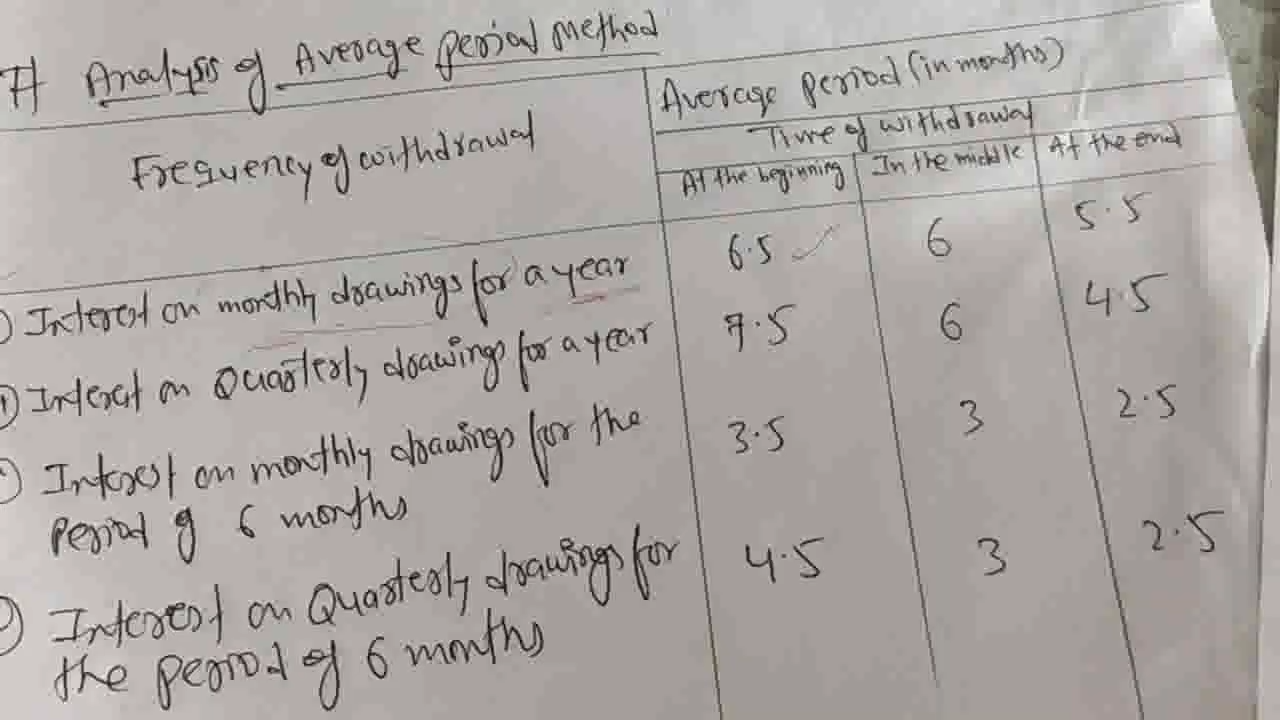 7) Analysis of Average period Method
Frequency of withdrawal
Average period (in months)
Time of withdrawal
At the beginning In the middle At the end
Interest on monthly drawings for a year 6.5 6 5.5
Interest on Quarterly drawings for a year 7.5 6 4.5
Interest on monthly drawings for the 3.5 3 2.5
period of 6 months
Interest on Quarterly drawings for 4.5 3 2.5
the period of 6 months